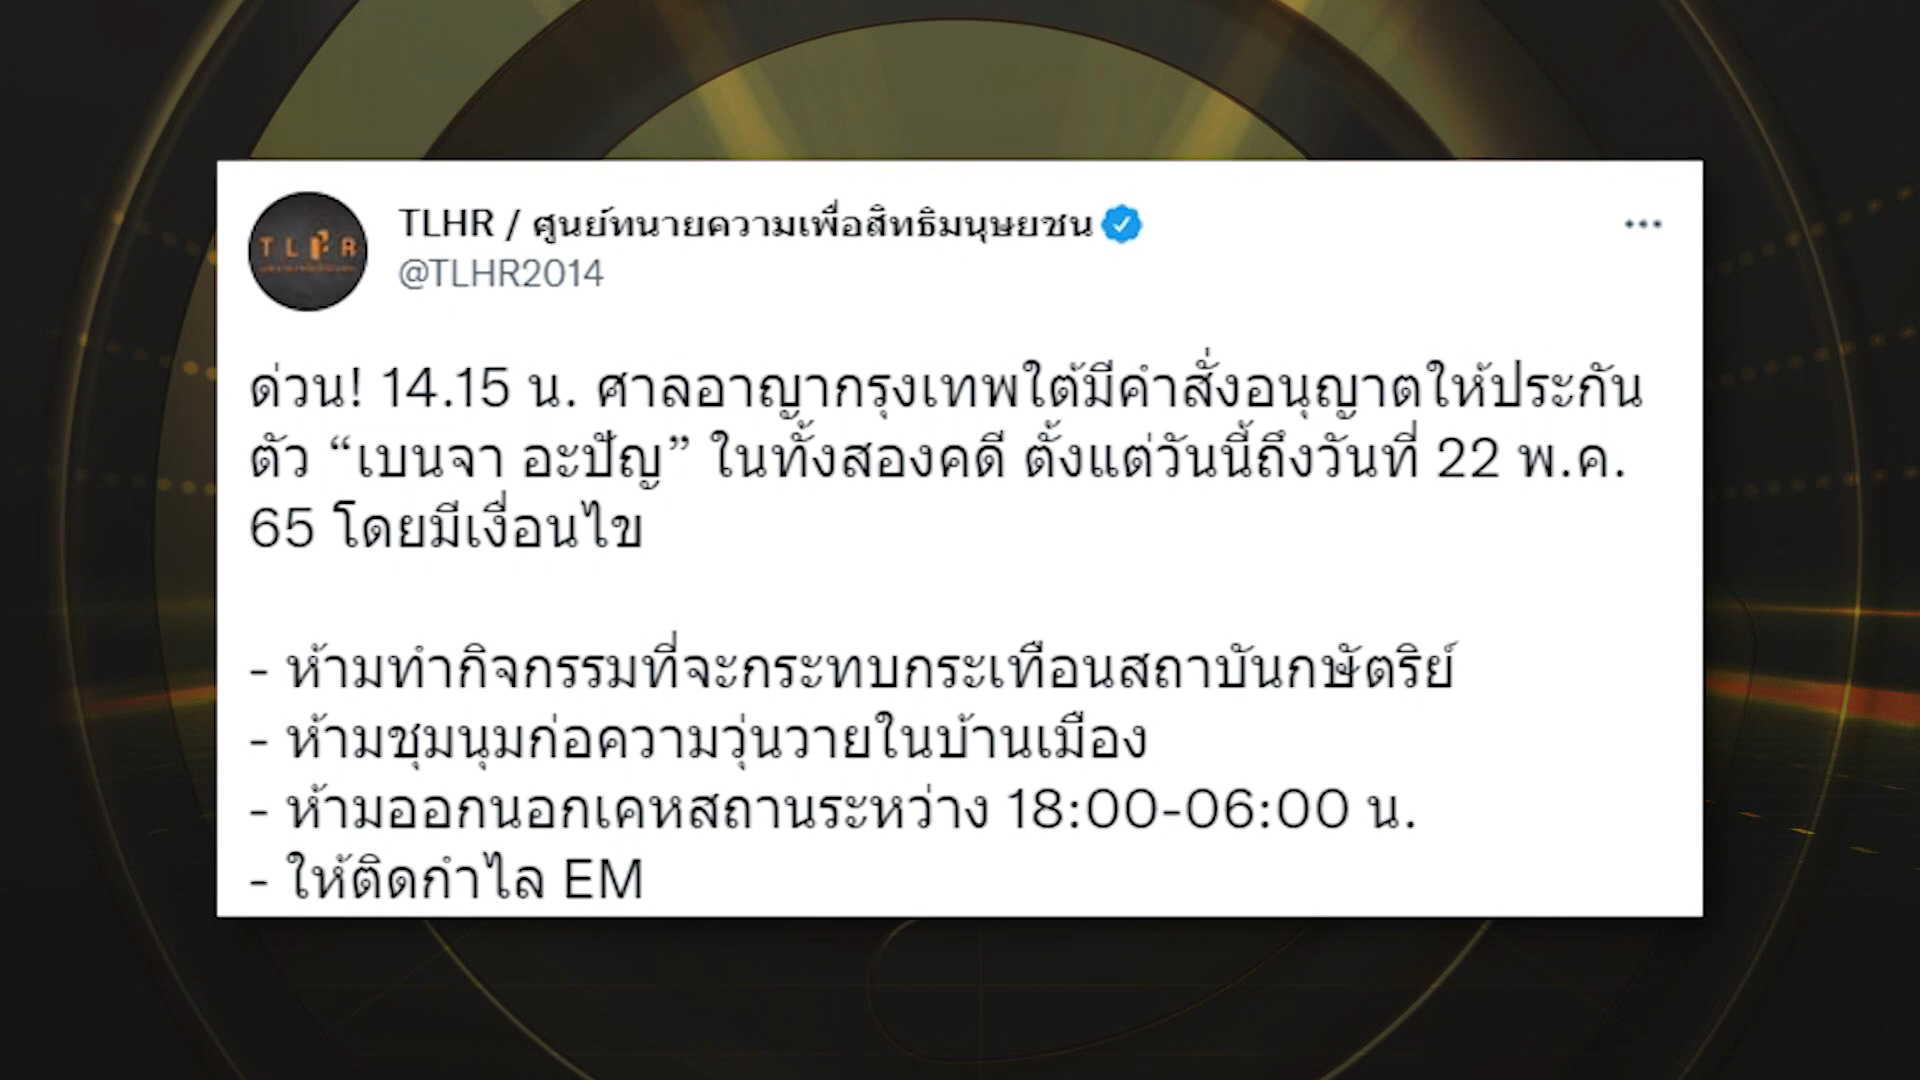 TLHR / ศูนย์ทนายความเพื่อสิทธิมนุษยชน
@TLHR2014
TLHR
ด่วน! 14.15 น. ศาลอาญากรุงเทพใต้มีคำสั่งอนุญาตให้ประกัน
ตัว “เบนจา อะปัญ” ในทั้งสองคดี ตั้งแต่วันนี้ถึงวันที่ 22 พ.ค.
65 โดยมีเงื่อนไข
- ห้ามทำกิจกรรมที่จะกระทบกระเทือนสถาบันกษัตริย์
- ห้ามชุมนุมก่อความวุ่นวายในบ้านเมือง
- ห้ามออกนอกเคหสถานระหว่าง 18:00-06:00 น.
- ให้ติดกำไล EM